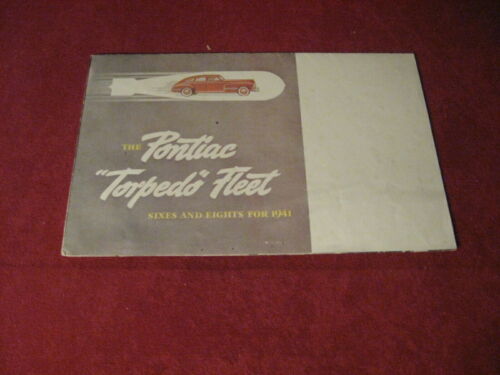 THE Pontiac
"Torpedo" Fleet
SIXES AND EIGHTS FOR 1941